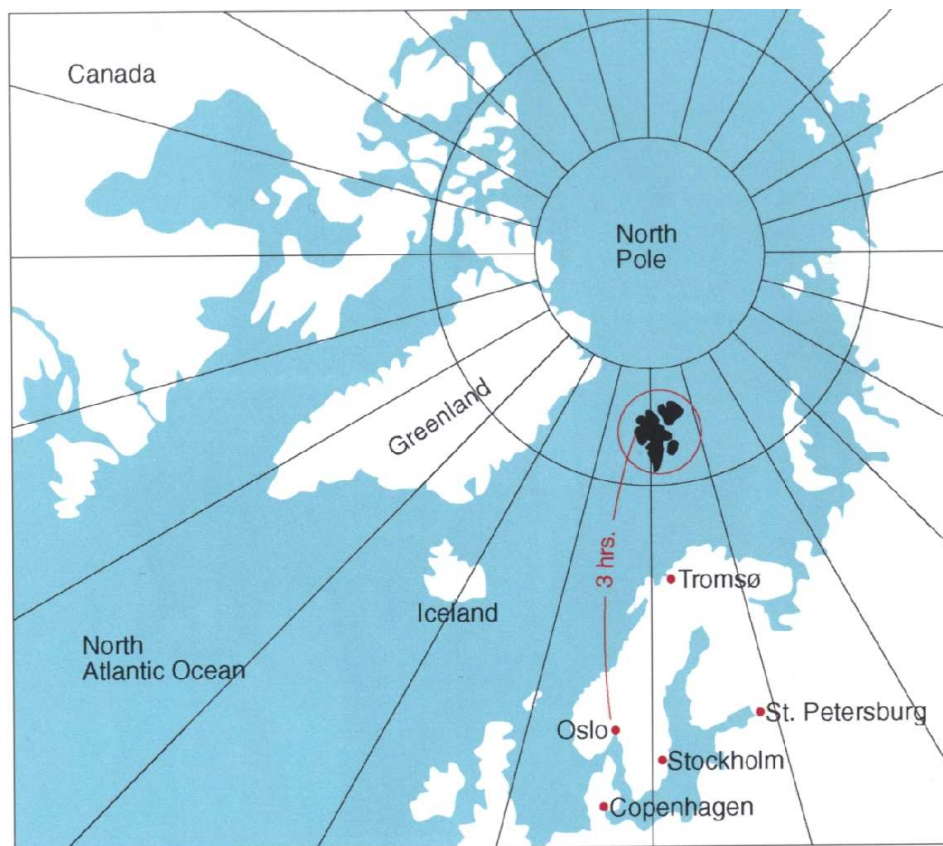 Canada
North
Pole
Greenland
3 hrs.
Tromsø
Iceland
North
Atlantic Ocean
St. Petersburg
Oslo
Stockholm
Copenhagen